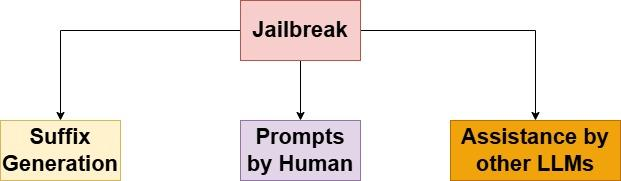 Jailbreak
Suffix
Generation
Prompts
by Human
Assistance by
other LLMs